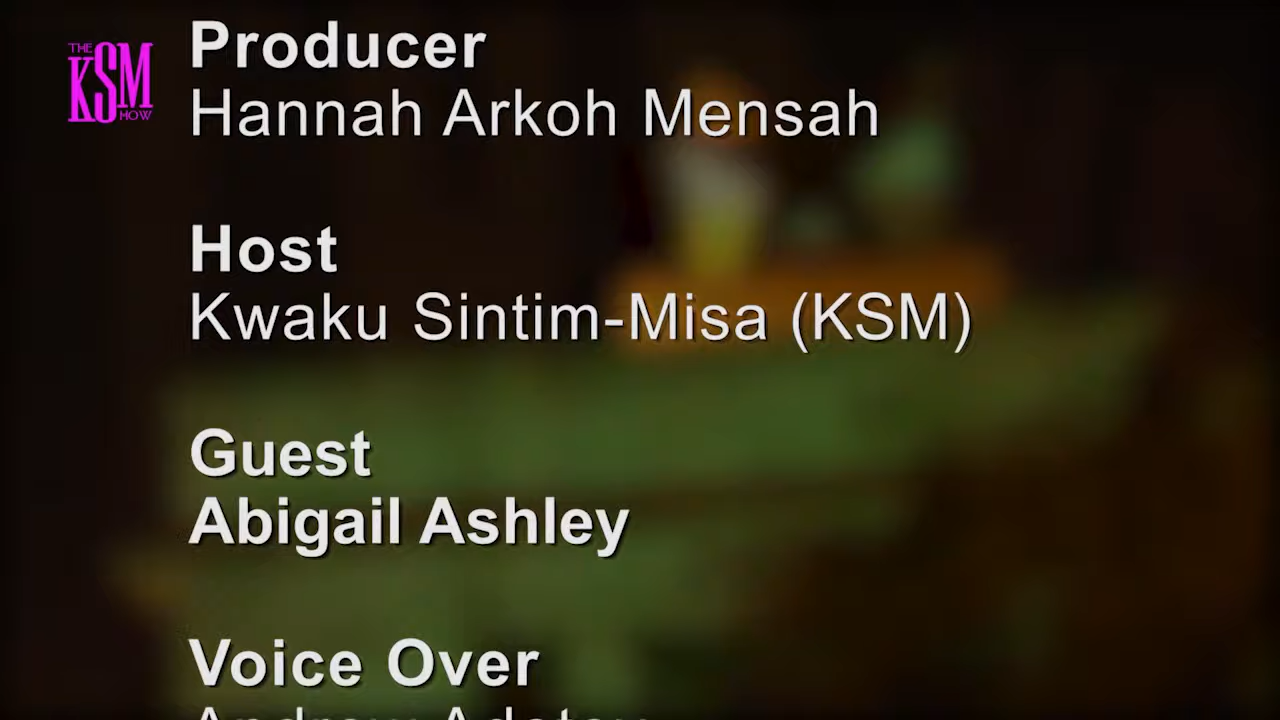 THE
KSM
SHOW
Producer
Hannah Arkoh Mensah
Host
Kwaku Sintim-Misa (KSM)
Guest
Abigail Ashley
Voice Over